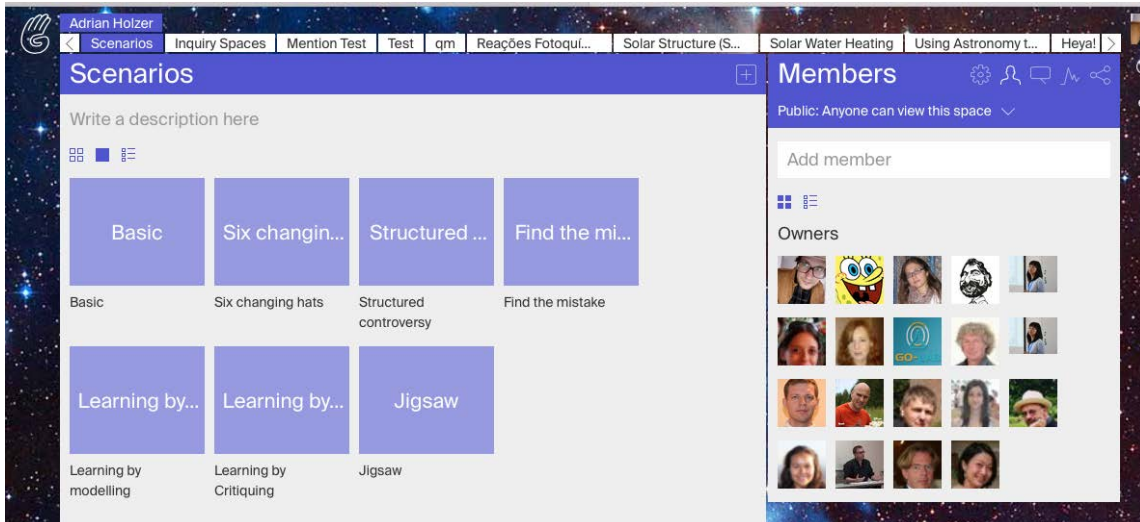 Adrian Holzer
Scenarios Inquiry Spaces Mention Test Test qm Reações Fotoquí... Solar Structure (S... Solar Water Heating Using Astronomy t... Heya!
Scenarios
Write a description here
Basic Six changin... Structured ... Find the mi...
Basic Six changing hats Structured controversy Find the mistake
Learning by... Learning by... Jigsaw
Learning by modelling Learning by Critiquing Jigsaw
Members
Public: Anyone can view this space
Add member
Owners
GO-LAB